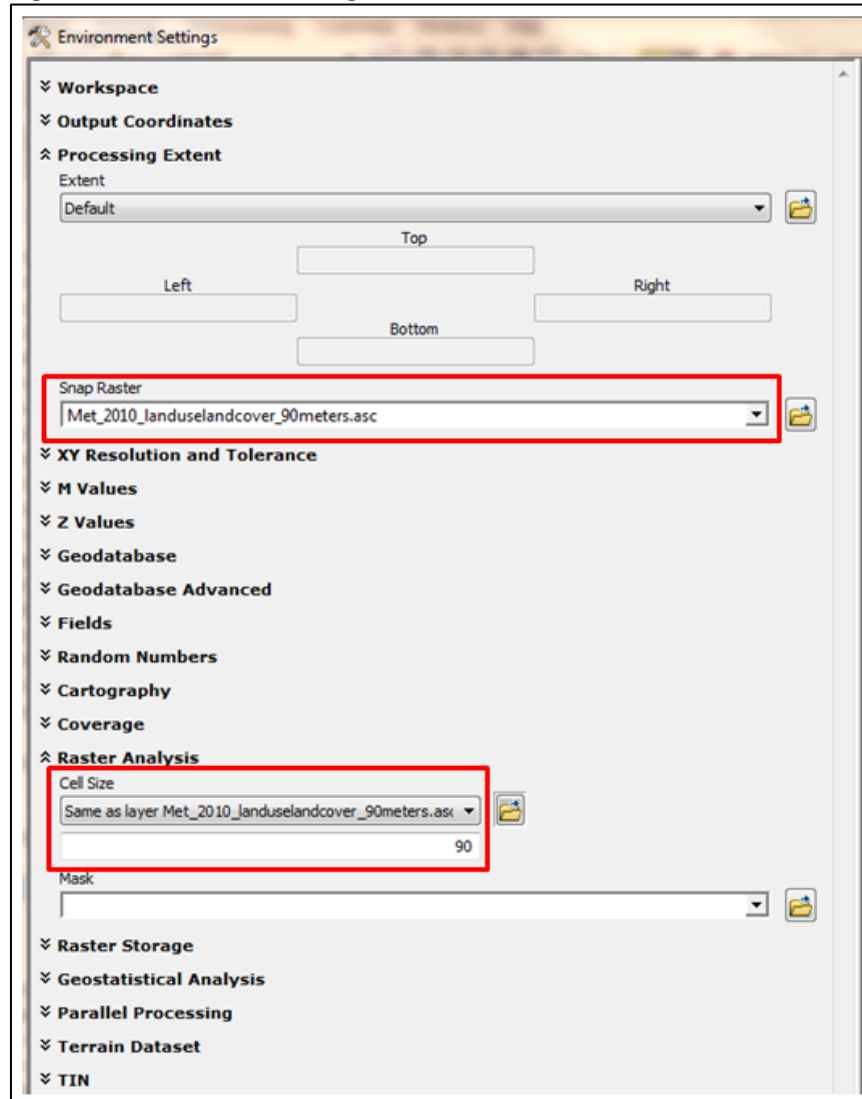 Environment Settings
Workspace
Output Coordinates
Processing Extent
Extent
Default
Top
Left
Right
Bottom
Snap Raster
Met_2010_landuselandcover_90meters.asc
XY Resolution and Tolerance
M Values
Z Values
Geodatabase
Geodatabase Advanced
Fields
Random Numbers
Cartography
Coverage
Raster Analysis
Cell Size
Same as layer Met_2010_landuselandcover_90meters.asc
90
Mask
Raster Storage
Geostatistical Analysis
Parallel Processing
Terrain Dataset
TIN